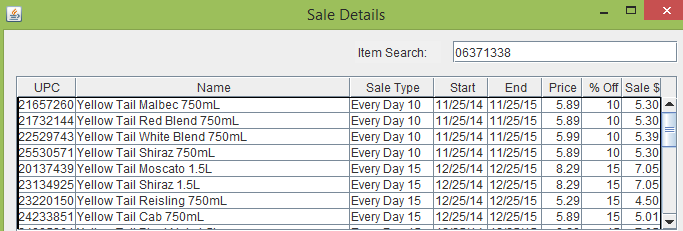 Sale Details
Item Search: 06371338
UPC Name Sale Type Start End Price % Off Sale $
21657260 Yellow Tail Malbec 750mL Every Day 10 11/25/14 11/25/15 5.89 10 5.30
21732144 Yellow Tail Red Blend 750mL Every Day 10 11/25/14 11/25/15 5.89 10 5.30
22529743 Yellow Tail White Blend 750mL Every Day 10 11/25/14 11/25/15 5.99 10 5.39
25530571 Yellow Tail Shiraz 750mL Every Day 10 11/25/14 11/25/15 5.89 10 5.30
20137439 Yellow Tail Moscato 1.5L Every Day 15 12/25/14 12/25/15 8.29 15 7.05
23134925 Yellow Tail Shiraz 1.5L Every Day 15 12/25/14 12/25/15 8.29 15 7.05
23220150 Yellow Tail Reisling 750mL Every Day 15 12/25/14 12/25/15 5.29 15 4.50
24233851 Yellow Tail Cab 750mL Every Day 15 12/25/14 12/25/15 5.89 15 5.01